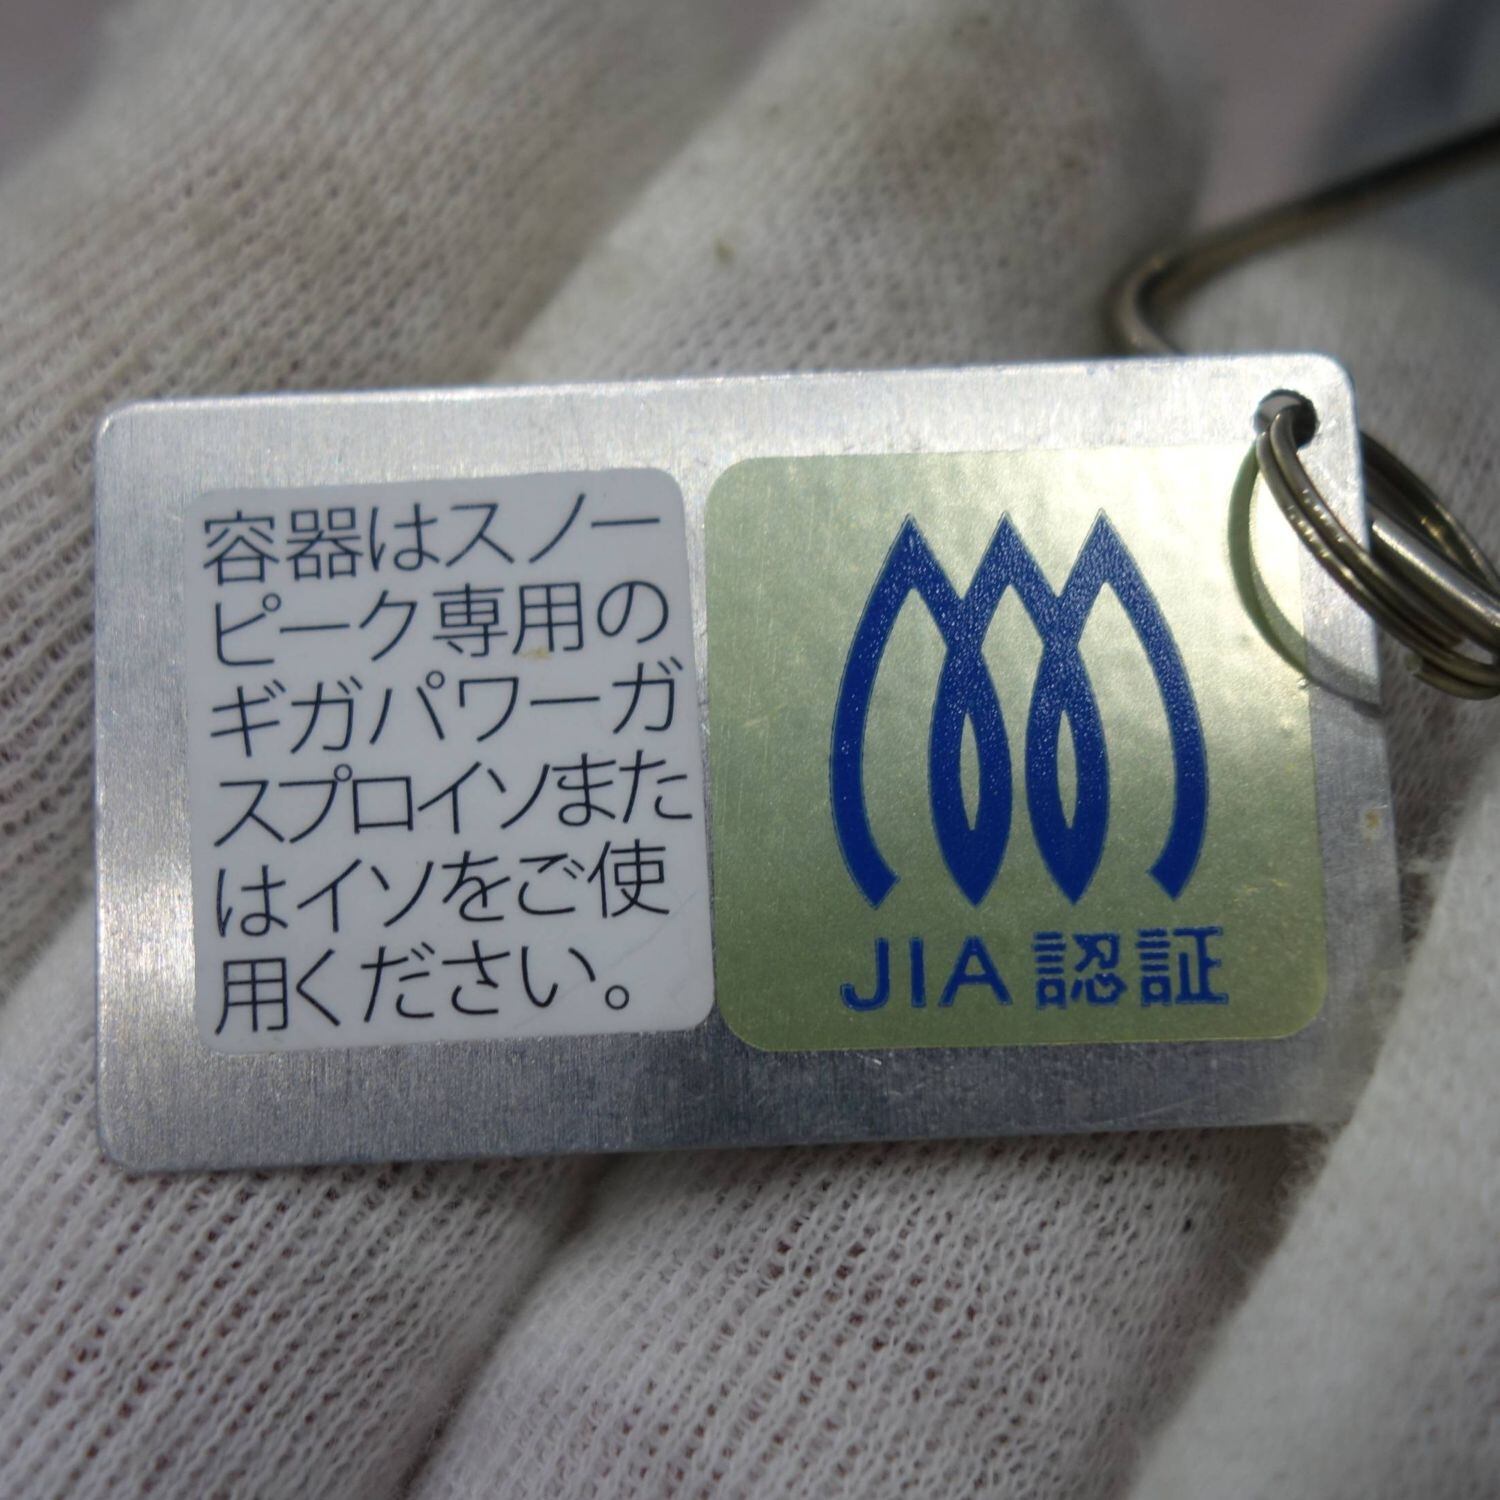 容器はスノー
ピーク専用の
ギガパワーガ
スプロイソまた
はイソをご使
用ください。
JIA 認証